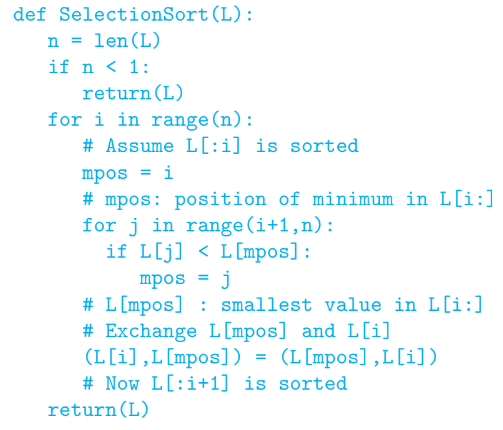 def SelectionSort(L):
   n = len(L)
   if n < 1:
      return(L)
   for i in range(n):
      # Assume L[:i] is sorted
      mpos = i
      # mpos: position of minimum in L[i:]
      for j in range(i+1,n):
        if L[j] < L[mpos]:
           mpos = j
      # L[mpos] : smallest value in L[i:]
      # Exchange L[mpos] and L[i]
      (L[i],L[mpos]) = (L[mpos],L[i])
      # Now L[:i+1] is sorted
   return(L)